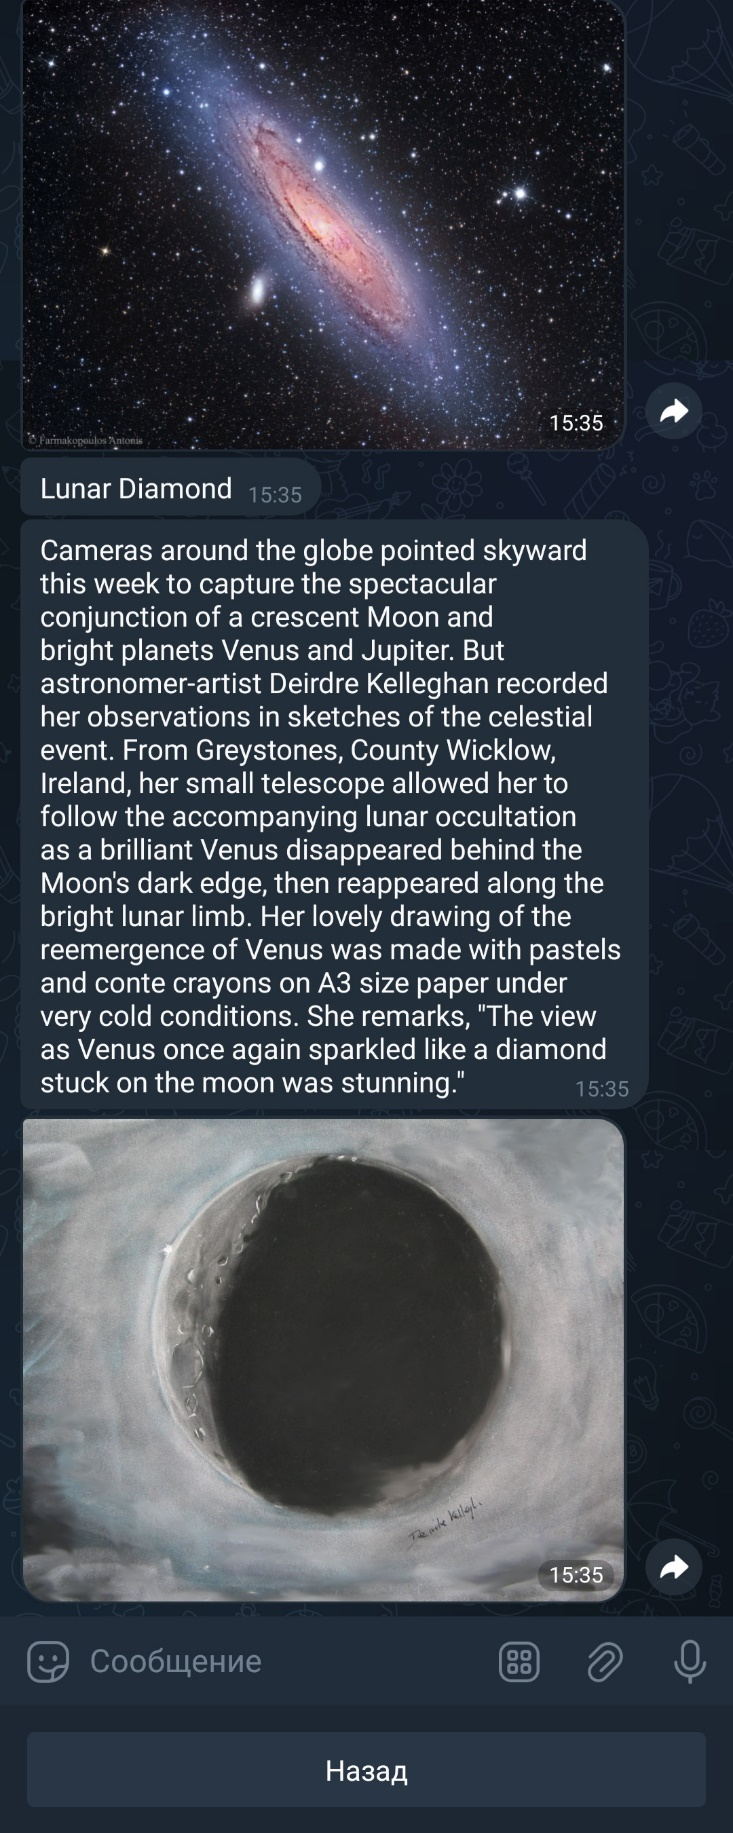 © Farmakopoulos Antonis
15:35
Lunar Diamond 15:35
Cameras around the globe pointed skyward
this week to capture the spectacular
conjunction of a crescent Moon and
bright planets Venus and Jupiter. But
astronomer-artist Deirdre Kelleghan recorded
her observations in sketches of the celestial
event. From Greystones, County Wicklow,
Ireland, her small telescope allowed her to
follow the accompanying lunar occultation
as a brilliant Venus disappeared behind the
Moon's dark edge, then reappeared along the
bright lunar limb. Her lovely drawing of the
reemergence of Venus was made with pastels
and conte crayons on A3 size paper under
very cold conditions. She remarks, "The view
as Venus once again sparkled like a diamond
stuck on the moon was stunning."
15:35
15:35
Сообщение
Назад